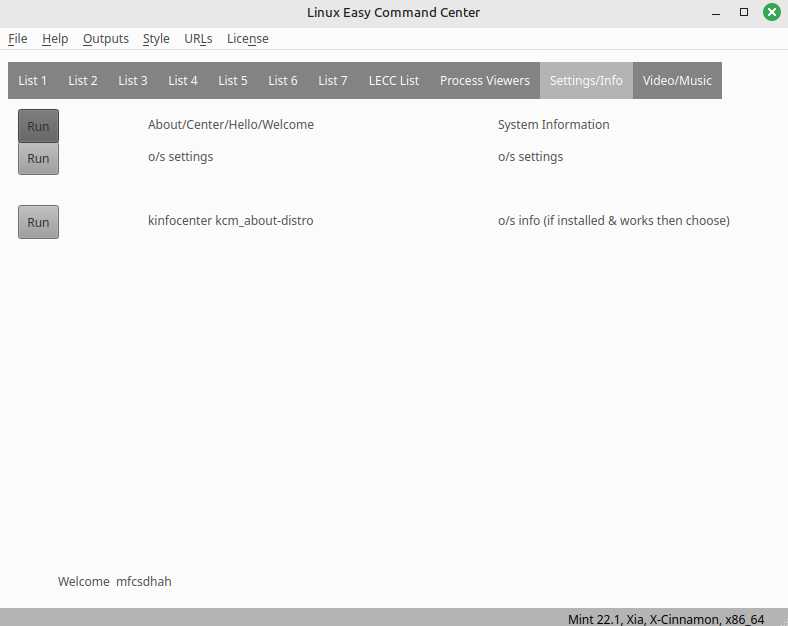 Linux Easy Command Center
File Help Outputs Style URLs License
List 1 List 2 List 3 List 4 List 5 List 6 List 7 LECC List Process Viewers Settings/Info Video/Music
Run About/Center/Hello/Welcome System Information
Run o/s settings o/s settings
Run kinfocenter kcm_about-distro o/s info (if installed & works then choose)
Welcome mfcsdhah
Mint 22.1, Xia, X-Cinnamon, x86_64